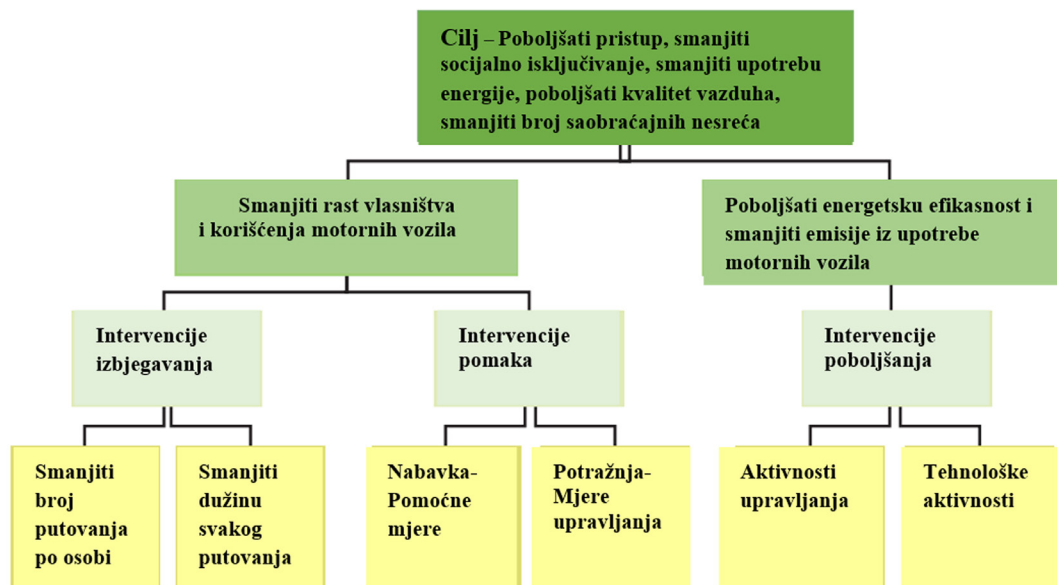 Cilj – Poboljšati pristup, smanjiti
socijalno isključivanje, smanjiti upotrebu
energije, poboljšati kvalitet vazduha,
smanjiti broj saobraćajnih nesreća
Smanjiti rast vlasništva
i korišćenja motornih vozila
Poboljšati energetsku efikasnost i
smanjiti emisije iz upotrebe
motornih vozila
Intervencije
izbjegavanja
Intervencije
pomaka
Intervencije
poboljšanja
Smanjiti
broj
putovanja
po osobi
Smanjiti
dužinu
svakog
putovanja
Nabavka-
Pomoćne
mjere
Potražnja-
Mjere
upravljanja
Aktivnosti
upravljanja
Tehnološke
aktivnosti